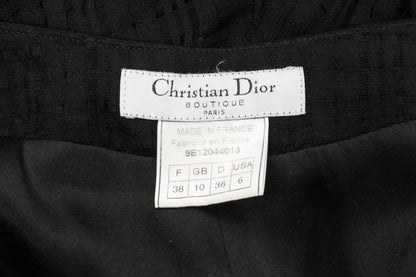 Christian Dior
BOUTIQUE
PARIS
MADE IN FRANCE
Fabriqué en France
9E12044013
F GB D USA
38 10 36 6